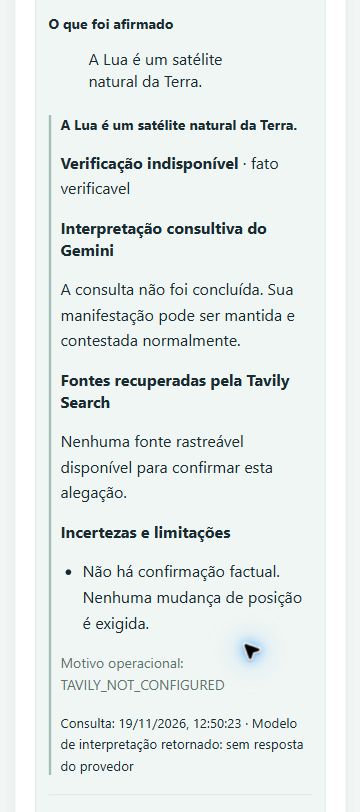 O que foi afirmado
A Lua é um satélite
natural da Terra.
A Lua é um satélite natural da Terra.
Verificação indisponível · fato
verificavel
Interpretação consultiva do
Gemini
A consulta não foi concluída. Sua
manifestação pode ser mantida e
contestada normalmente.
Fontes recuperadas pela Tavily
Search
Nenhuma fonte rastreável
disponível para confirmar esta
alegação.
Incertezas e limitações
• Não há confirmação factual.
Nenhuma mudança de posição
é exigida.
Motivo operacional:
TAVILY_NOT_CONFIGURED
Consulta: 19/11/2026, 12:50:23 · Modelo
de interpretação retornado: sem resposta
do provedor